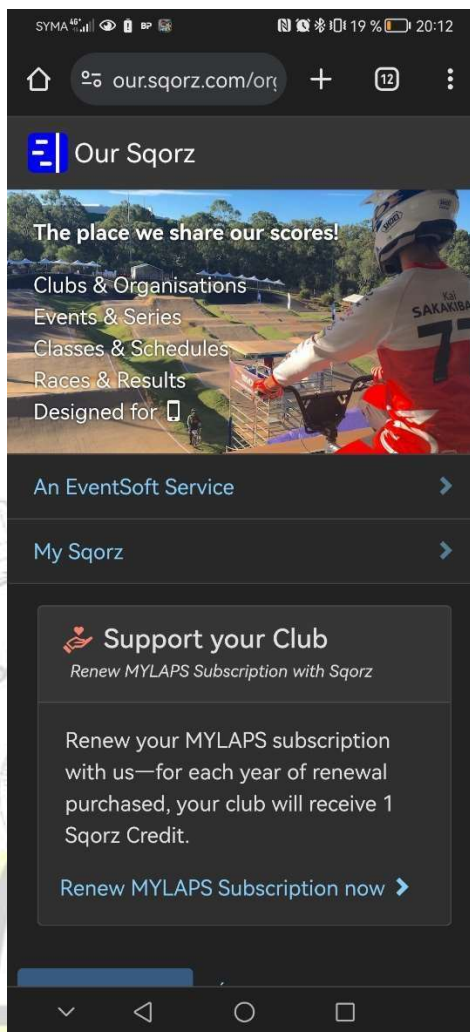 SYMA 4G BP 19 % 20:12
our.sqorz.com/org 12
Our Sqorz
The place we share our scores!
Clubs & Organisations
Events & Series
Classes & Schedules
Races & Results
Designed for
Kai
SAKAKIBA
77
An EventSoft Service
My Sqorz
Support your Club
Renew MYLAPS Subscription with Sqorz
Renew your MYLAPS subscription
with us—for each year of renewal
purchased, your club will receive 1
Sqorz Credit.
Renew MYLAPS Subscription now